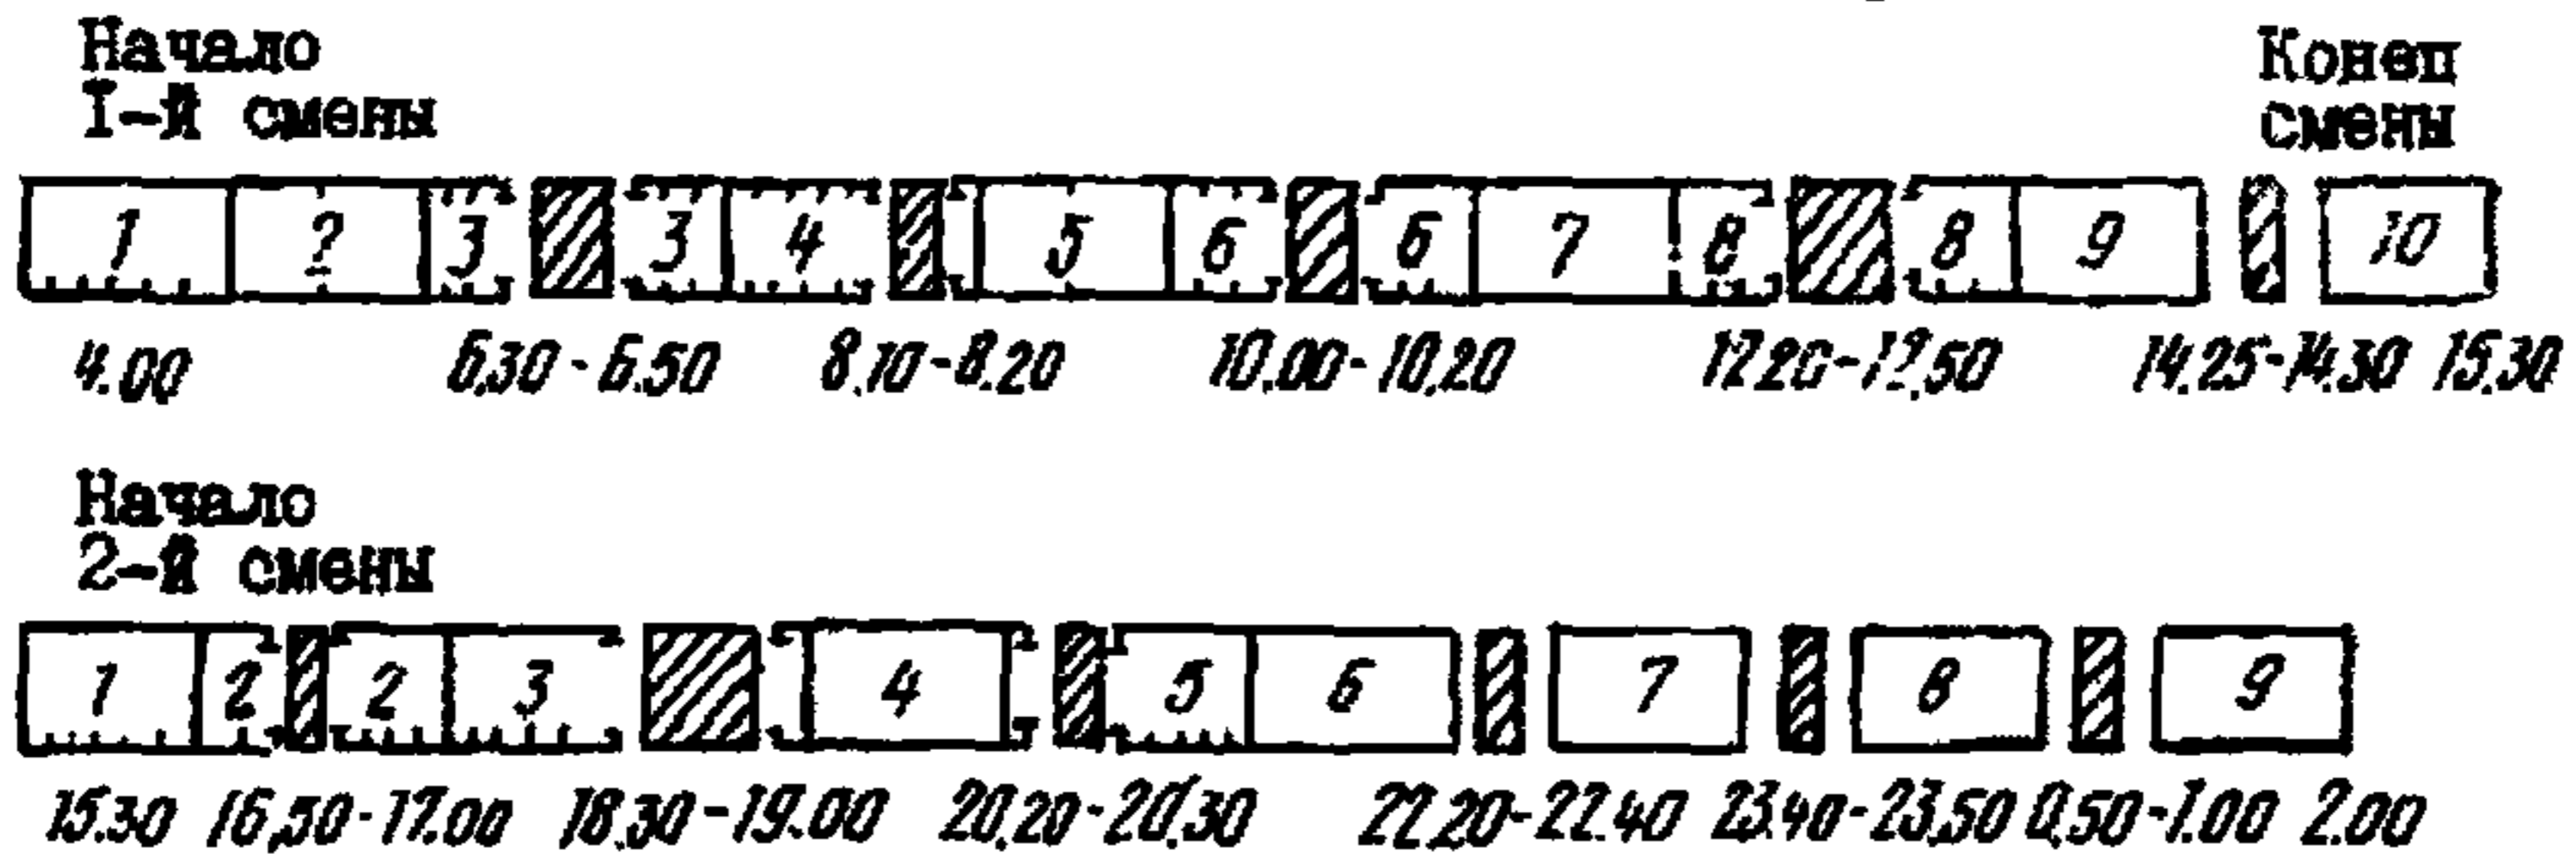 Начало
I-й смены
Конец
смены
1 2 3 3 4 5 6 6 7 8 8 9 10
4.00 6.30-6.50 8.10-8.20 10.00-10.20 12.20-12.50 14.25-14.30 15.30
Начало
2-й смены
1 2 2 3 4 5 6 7 8 9
15.30 16.50-17.00 18.30-19.00 20.20-20.30 22.20-22.40 23.40-23.50 0.50-1.00 2.00